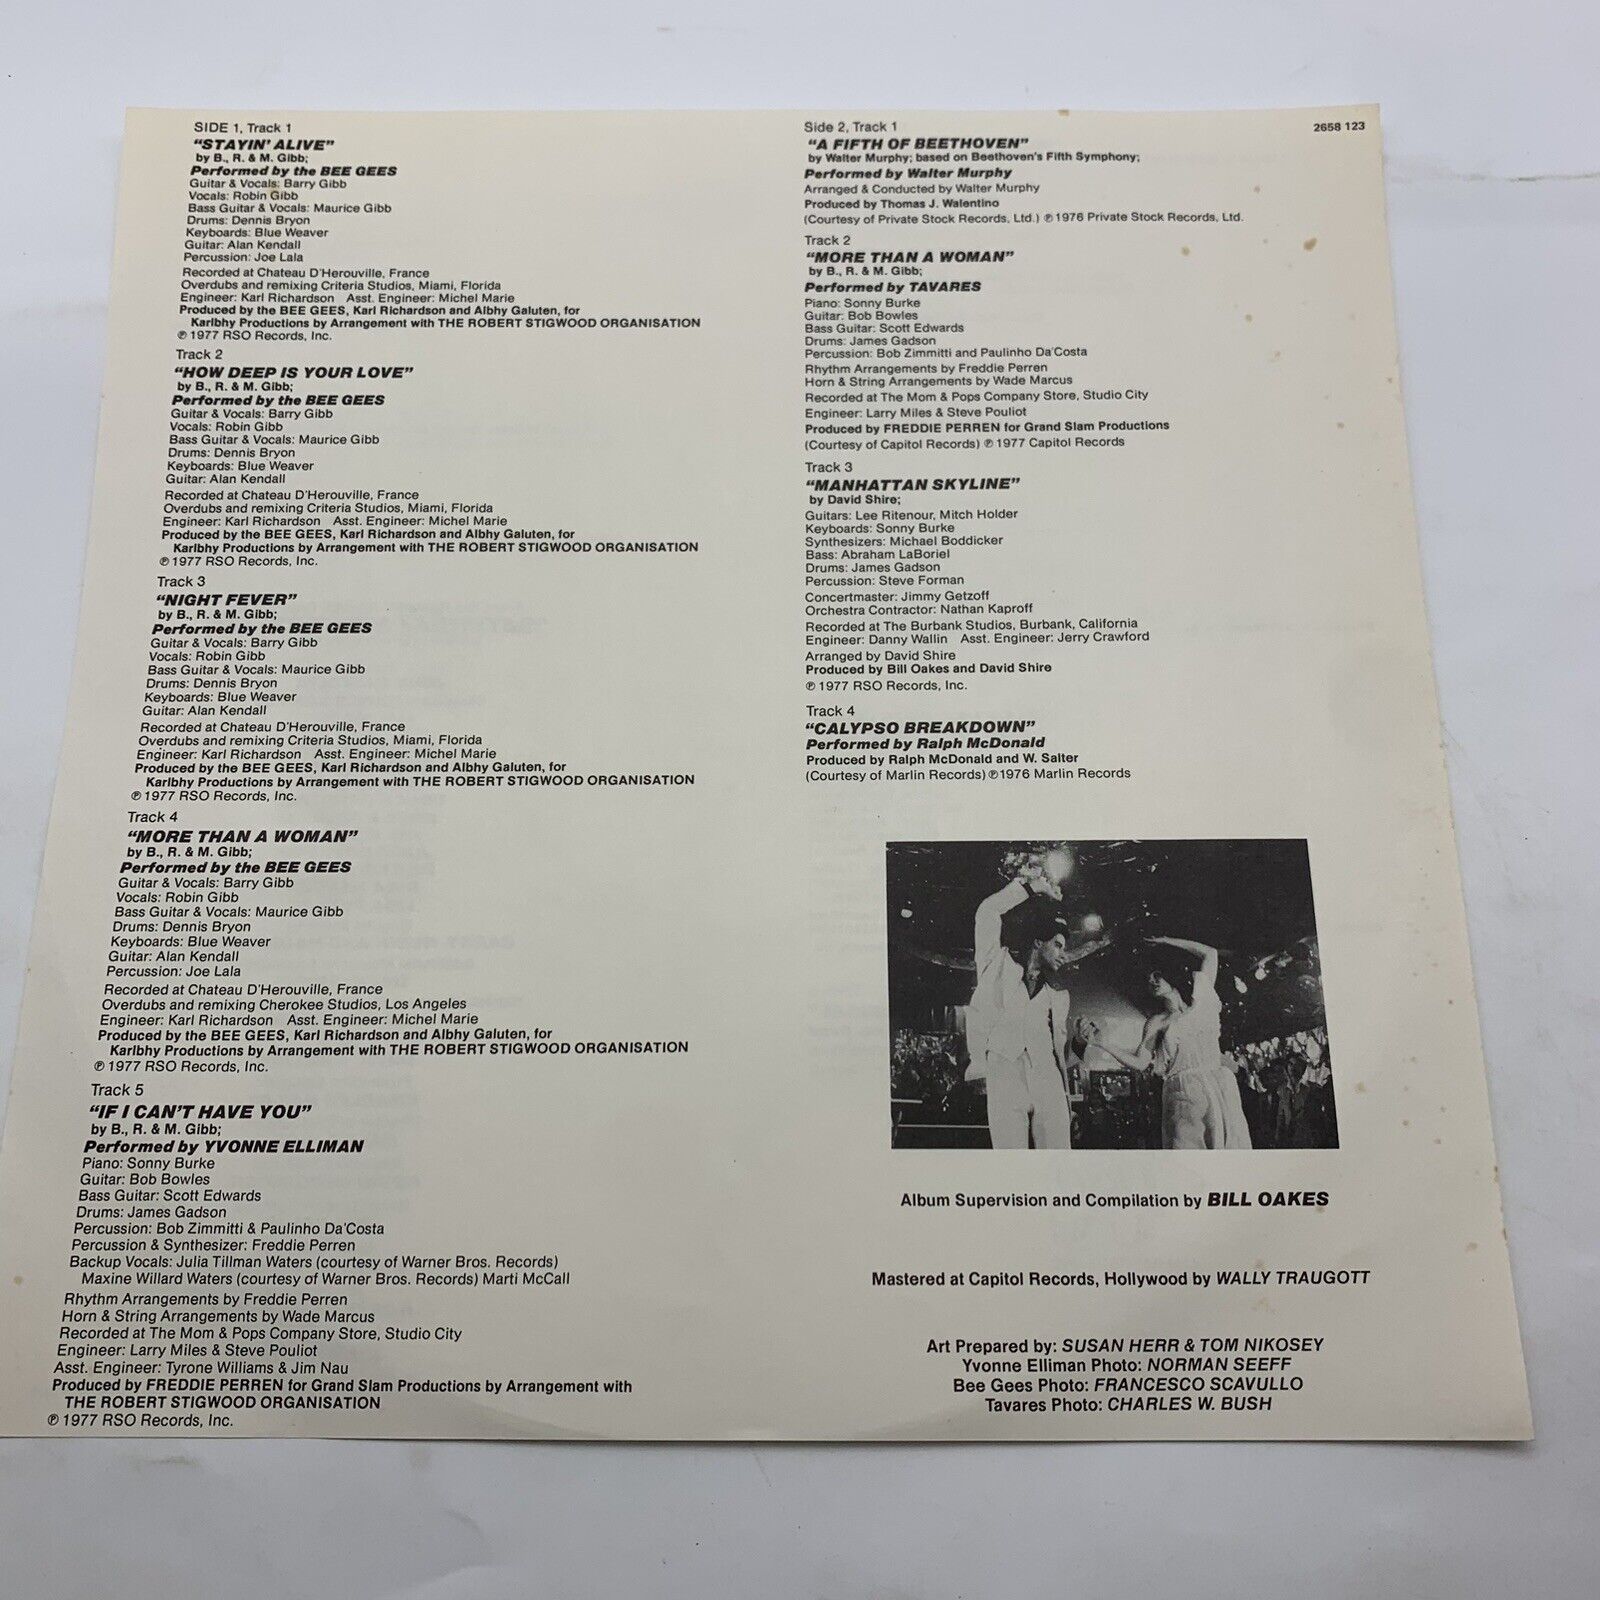 SIDE 1, Track 1
"STAYIN' ALIVE"
by B., R. & M. Gibb;
Performed by the BEE GEES
Guitar & Vocals: Barry Gibb
Vocals: Robin Gibb
Bass Guitar & Vocals: Maurice Gibb
Drums: Dennis Bryon
Keyboards: Blue Weaver
Guitar: Alan Kendall
Percussion: Joe Lala
Recorded at Chateau D'Herouville, France
Overdubs and remixing Criteria Studios, Miami, Florida
Engineer: Karl Richardson Asst. Engineer: Michel Marie
Produced by the BEE GEES, Karl Richardson and Albhy Galuten, for
Karlbhy Productions by Arrangement with THE ROBERT STIGWOOD ORGANISATION
℗ 1977 RSO Records, Inc.
Track 2
"HOW DEEP IS YOUR LOVE"
by B., R. & M. Gibb;
Performed by the BEE GEES
Guitar & Vocals: Barry Gibb
Vocals: Robin Gibb
Bass Guitar & Vocals: Maurice Gibb
Drums: Dennis Bryon
Keyboards: Blue Weaver
Guitar: Alan Kendall
Recorded at Chateau D'Herouville, France
Overdubs and remixing Criteria Studios, Miami, Florida
Engineer: Karl Richardson Asst. Engineer: Michel Marie
Produced by the BEE GEES, Karl Richardson and Albhy Galuten, for
Karlbhy Productions by Arrangement with THE ROBERT STIGWOOD ORGANISATION
℗ 1977 RSO Records, Inc.
Track 3
"NIGHT FEVER"
by B., R. & M. Gibb;
Performed by the BEE GEES
Guitar & Vocals: Barry Gibb
Vocals: Robin Gibb
Bass Guitar & Vocals: Maurice Gibb
Drums: Dennis Bryon
Keyboards: Blue Weaver
Guitar: Alan Kendall
Recorded at Chateau D'Herouville, France
Overdubs and remixing Criteria Studios, Miami, Florida
Engineer: Karl Richardson Asst. Engineer: Michel Marie
Produced by the BEE GEES, Karl Richardson and Albhy Galuten, for
Karlbhy Productions by Arrangement with THE ROBERT STIGWOOD ORGANISATION
℗ 1977 RSO Records, Inc.
Track 4
"MORE THAN A WOMAN"
by B., R. & M. Gibb;
Performed by the BEE GEES
Guitar & Vocals: Barry Gibb
Vocals: Robin Gibb
Bass Guitar & Vocals: Maurice Gibb
Drums: Dennis Bryon
Keyboards: Blue Weaver
Guitar: Alan Kendall
Percussion: Joe Lala
Recorded at Chateau D'Herouville, France
Overdubs and remixing Cherokee Studios, Los Angeles
Engineer: Karl Richardson Asst. Engineer: Michel Marie
Produced by the BEE GEES, Karl Richardson and Albhy Galuten, for
Karlbhy Productions by Arrangement with THE ROBERT STIGWOOD ORGANISATION
℗ 1977 RSO Records, Inc.
Track 5
"IF I CAN'T HAVE YOU"
by B., R. & M. Gibb;
Performed by YVONNE ELLIMAN
Piano: Sonny Burke
Guitar: Bob Bowles
Bass Guitar: Scott Edwards
Drums: James Gadson
Percussion: Bob Zimmitti & Paulinho Da'Costa
Percussion & Synthesizer: Freddie Perren
Backup Vocals: Julia Tillman Waters (courtesy of Warner Bros. Records)
Maxine Willard Waters (courtesy of Warner Bros. Records) Marti McCall
Rhythm Arrangements by Freddie Perren
Horn & String Arrangements by Wade Marcus
Recorded at The Mom & Pops Company Store, Studio City
Engineer: Larry Miles & Steve Pouliot
Asst. Engineer: Tyrone Williams & Jim Nau
Produced by FREDDIE PERREN for Grand Slam Productions by Arrangement with
THE ROBERT STIGWOOD ORGANISATION
℗ 1977 RSO Records, Inc.
Side 2, Track 1
"A FIFTH OF BEETHOVEN"
by Walter Murphy; based on Beethoven's Fifth Symphony;
Performed by Walter Murphy
Arranged & Conducted by Walter Murphy
Produced by Thomas J. Walentino
(Courtesy of Private Stock Records, Ltd.) ℗ 1976 Private Stock Records, Ltd.
Track 2
"MORE THAN A WOMAN"
by B., R. & M. Gibb;
Performed by TAVARES
Piano: Sonny Burke
Guitar: Bob Bowles
Bass Guitar: Scott Edwards
Drums: James Gadson
Percussion: Bob Zimmitti and Paulinho Da'Costa
Rhythm Arrangements by Freddie Perren
Horn & String Arrangements by Wade Marcus
Recorded at The Mom & Pops Company Store, Studio City
Engineer: Larry Miles & Steve Pouliot
Produced by FREDDIE PERREN for Grand Slam Productions
(Courtesy of Capitol Records) ℗ 1977 Capitol Records
Track 3
"MANHATTAN SKYLINE"
by David Shire;
Guitars: Lee Ritenour, Mitch Holder
Keyboards: Sonny Burke
Synthesizers: Michael Boddicker
Bass: Abraham LaBoriel
Drums: James Gadson
Percussion: Steve Forman
Concertmaster: Jimmy Getzoff
Orchestra Contractor: Nathan Kaproff
Recorded at The Burbank Studios, Burbank, California
Engineer: Danny Wallin Asst. Engineer: Jerry Crawford
Arranged by David Shire
Produced by Bill Oakes and David Shire
℗ 1977 RSO Records, Inc.
Track 4
"CALYPSO BREAKDOWN"
Performed by Ralph McDonald
Produced by Ralph McDonald and W. Salter
(Courtesy of Marlin Records) ℗ 1976 Marlin Records
2658 123
Album Supervision and Compilation by BILL OAKES
Mastered at Capitol Records, Hollywood by WALLY TRAUGOTT
Art Prepared by: SUSAN HERR & TOM NIKOSEY
Yvonne Elliman Photo: NORMAN SEEFF
Bee Gees Photo: FRANCESCO SCAVULLO
Tavares Photo: CHARLES W. BUSH